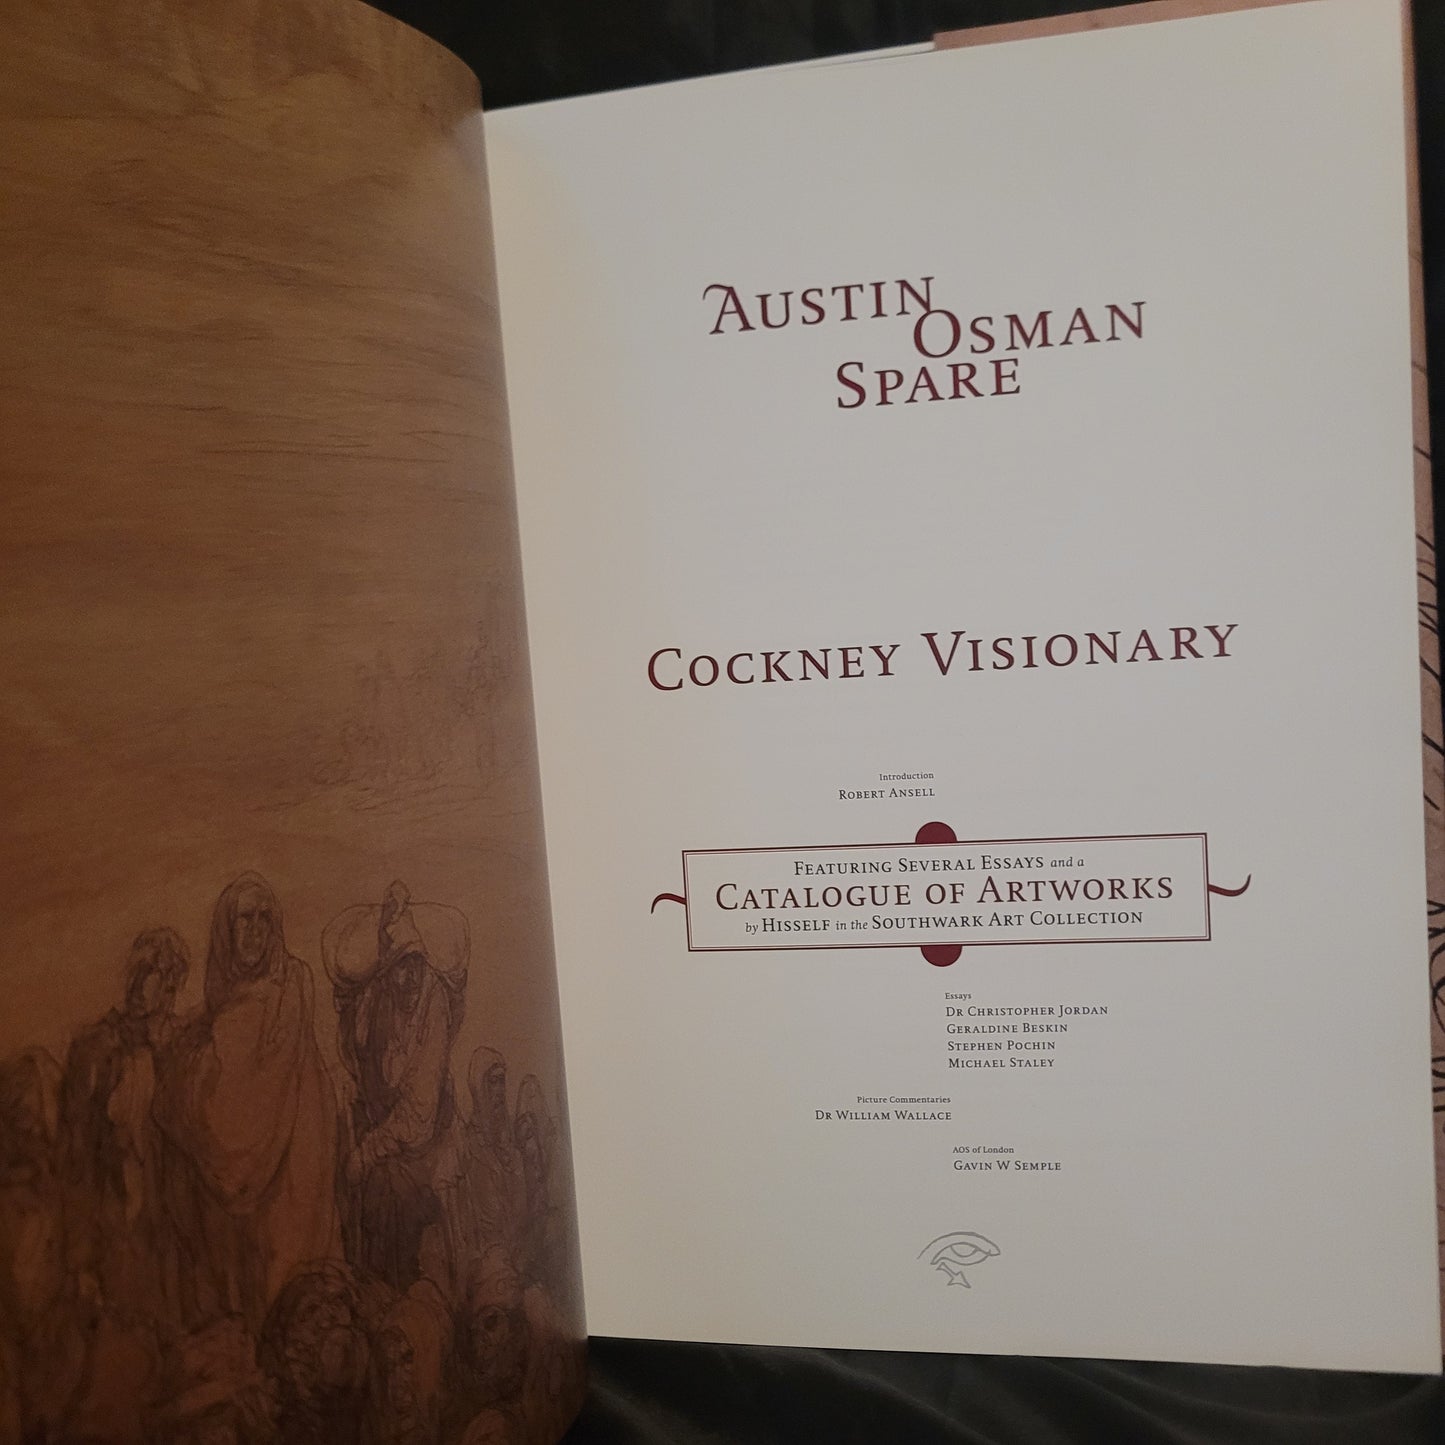 AUSTIN
OSMAN
SPARE
COCKNEY VISIONARY
Introduction
ROBERT ANSELL
FEATURING SEVERAL ESSAYS and a
CATALOGUE OF ARTWORKS
by HISSELF in the SOUTHWARK ART COLLECTION
Essays
DR CHRISTOPHER JORDAN
GERALDINE BESKIN
STEPHEN POCHIN
MICHAEL STALEY
Picture Commentaries
DR WILLIAM WALLACE
AOS of London
GAVIN W SEMPLE